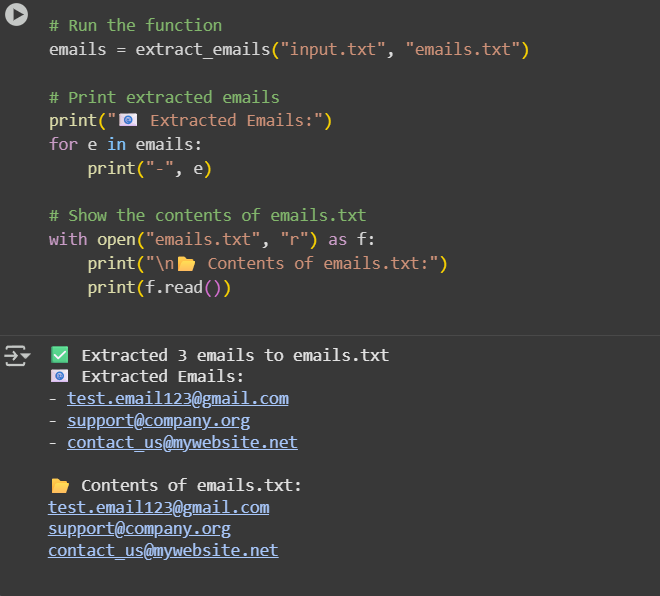 # Run the function
emails = extract_emails("input.txt", "emails.txt")
# Print extracted emails
print("📧 Extracted Emails:")
for e in emails:
    print("-", e)
# Show the contents of emails.txt
with open("emails.txt", "r") as f:
    print("\n📂 Contents of emails.txt:")
    print(f.read())
✅ Extracted 3 emails to emails.txt
📧 Extracted Emails:
- test.email123@gmail.com
- support@company.org
- contact_us@mywebsite.net
📂 Contents of emails.txt:
test.email123@gmail.com
support@company.org
contact_us@mywebsite.net